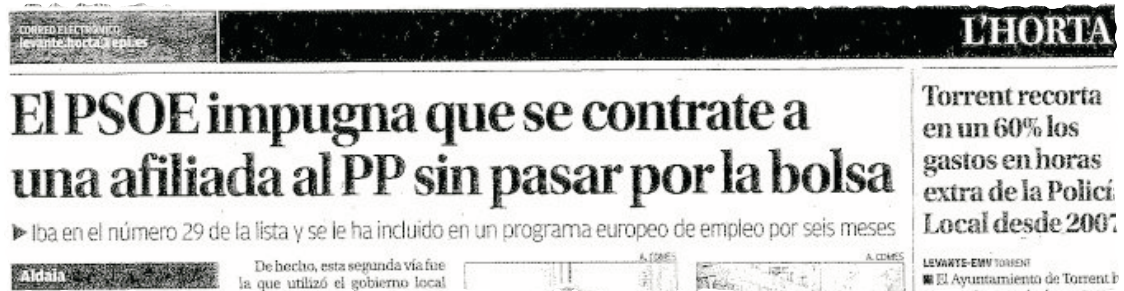 CORREO ELECTRÓNICO
levante.horta@epi.es
L'HORTA
El PSOE impugna que se contrate a
una afiliada al PP sin pasar por la bolsa
▶ Iba en el número 29 de la lista y se le ha incluido en un programa europeo de empleo por seis meses
Aldaia
De hecho, esta segunda vía fue
la que utilizó el gobierno local
A. COMES
A. COMES
Torrent recorta
en un 60% los
gastos en horas
extra de la Policí
Local desde 2007
LEVANTE-EMV TORRENT
■ El Ayuntamiento de Torrent h